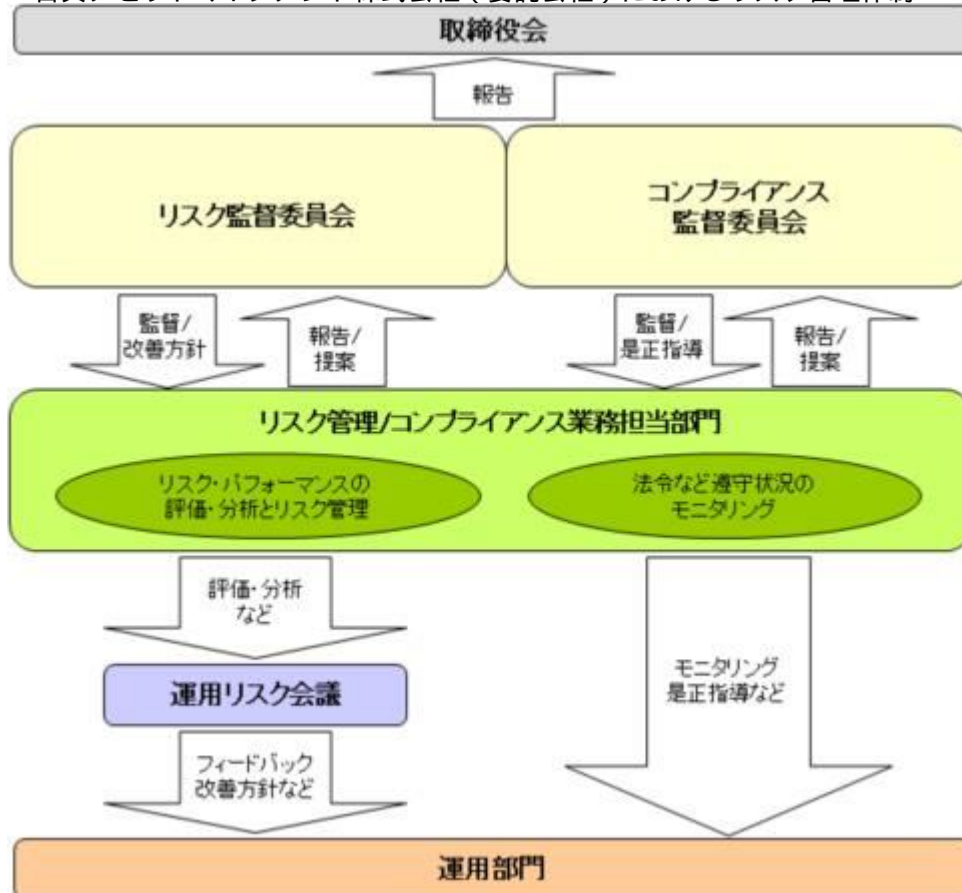 取締役会
報告
リスク監督委員会
コンプライアンス
監督委員会
監督/
改善方針
報告/
提案
監督/
是正指導
報告/
提案
リスク管理/コンプライアンス業務担当部門
リスク・パフォーマンスの
評価・分析とリスク管理
法令など遵守状況の
モニタリング
評価・分析
など
運用リスク会議
モニタリング
是正指導など
フィードバック
改善方針など
運用部門